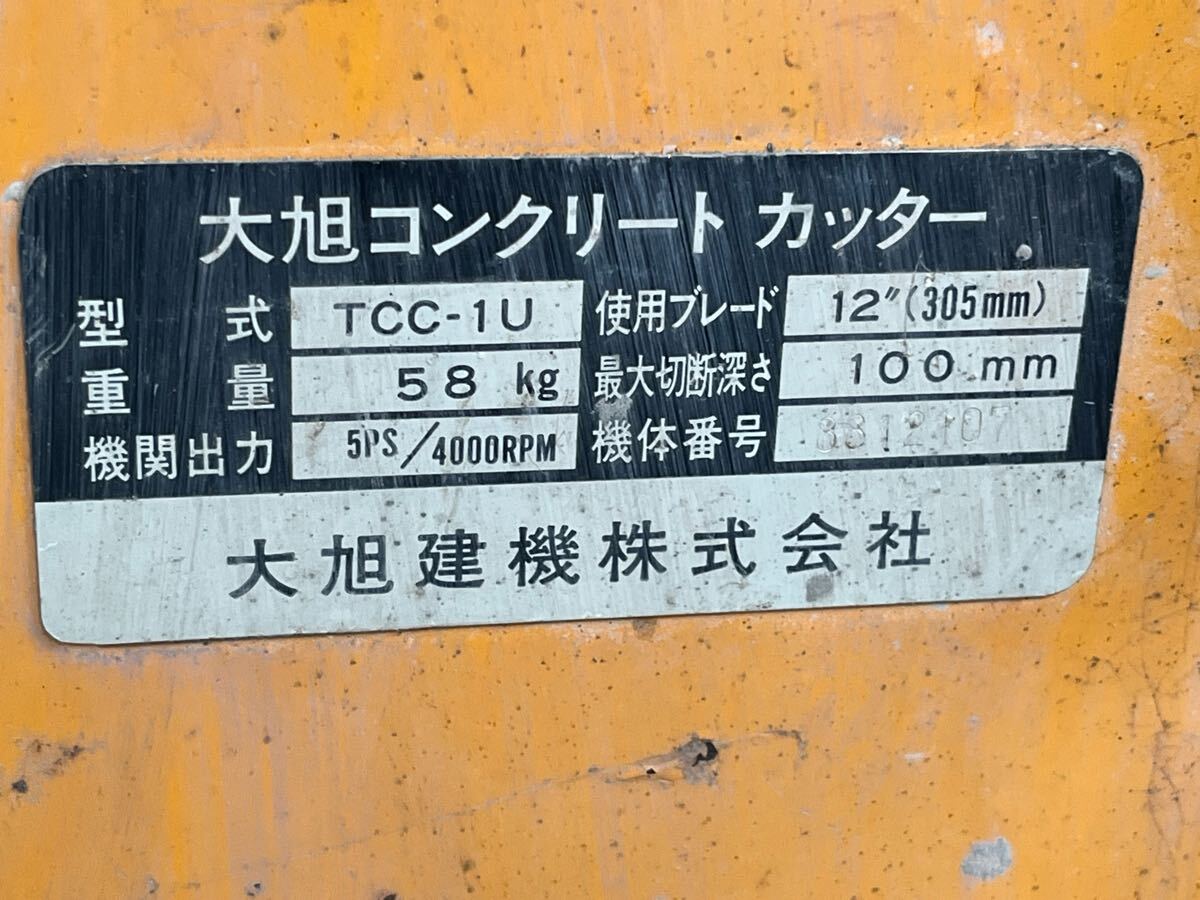 大旭コンクリート カッター
型 式 TCC-1U 使用ブレード 12″(305mm)
重 量 58 kg 最大切断深さ 100 mm
機関出力 5PS/4000RPM 機体番号
大旭建機株式会社